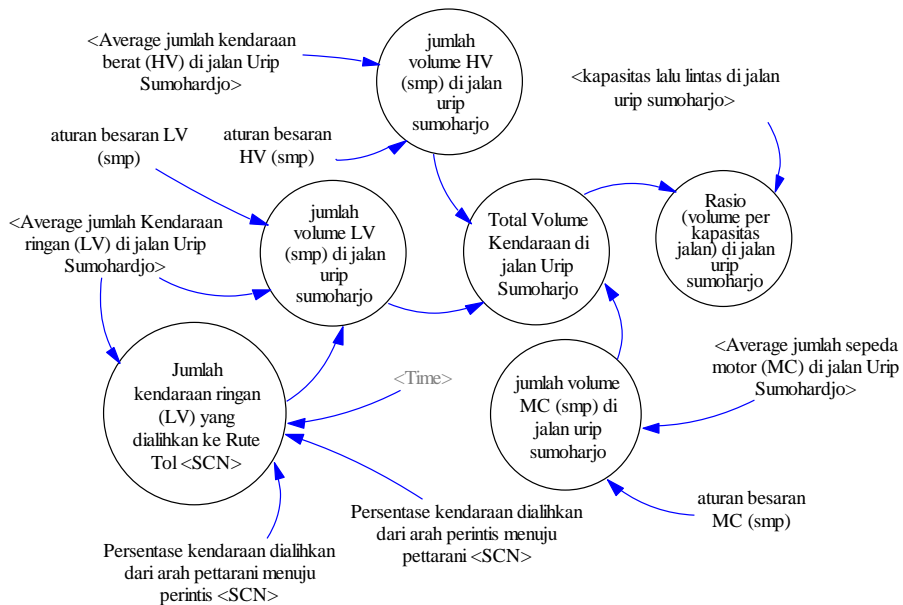 <Average jumlah kendaraan
berat (HV) di jalan Urip
Sumohardjo>
jumlah
volume HV
(smp) di jalan
urip
sumoharjo
<kapasitas lalu lintas di jalan
urip sumoharjo>
aturan besaran LV
(smp)
aturan besaran
HV (smp)
<Average jumlah Kendaraan
ringan (LV) di jalan Urip
Sumohardjo>
jumlah
volume LV
(smp) di jalan
urip
sumoharjo
Total Volume
Kendaraan di
jalan Urip
Sumoharjo
Rasio
(volume per
kapasitas
jalan) di jalan
urip
sumoharjo
Jumlah
kendaraan ringan
(LV) yang
dialihkan ke Rute
Tol <SCN>
<Time>
jumlah volume
MC (smp) di
jalan urip
sumoharjo
<Average jumlah sepeda
motor (MC) di jalan Urip
Sumohardjo>
Persentase kendaraan dialihkan
dari arah perintis menuju
pettarani <SCN>
aturan besaran
MC (smp)
Persentase kendaraan dialihkan
dari arah pettarani menuju
perintis <SCN>